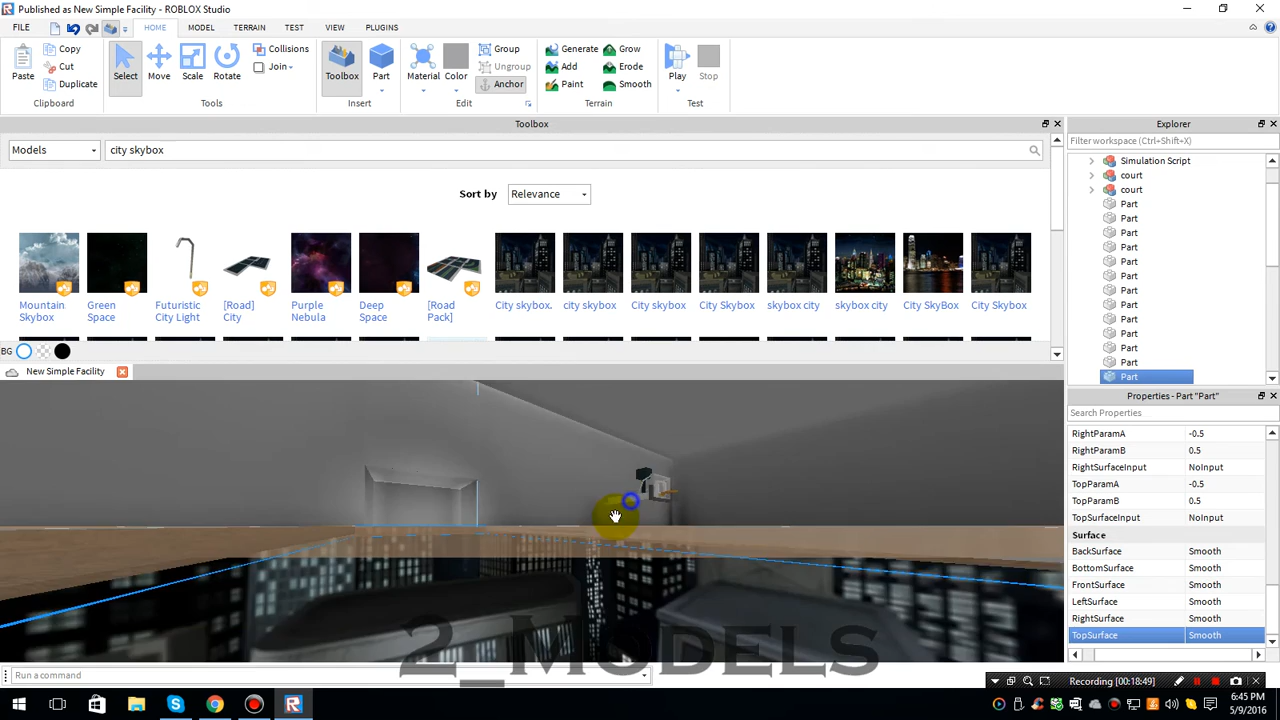 Published as New Simple Facility - ROBLOX Studio
FILE HOME MODEL TERRAIN TEST VIEW PLUGINS
Paste Copy Cut Duplicate
Clipboard
Select Move Scale Rotate Collisions Join
Tools
Toolbox Part
Insert
Material Color Group Ungroup Anchor
Edit
Generate Grow
Add Erode
Paint Smooth
Terrain
Play Stop
Test
Toolbox
Models city skybox
Sort by Relevance
Mountain Skybox
Green Space
Futuristic City Light
[Road] City
Purple Nebula
Deep Space
[Road Pack]
City skybox.
city skybox
City skybox
City Skybox
skybox city
skybox city
City SkyBox
City Skybox
BG
New Simple Facility
2_Models
Run a command
Explorer
Filter workspace (Ctrl+Shift+X)
Simulation Script
court
court
Part
Part
Part
Part
Part
Part
Part
Part
Part
Part
Part
Part
Part
Properties - Part "Part"
Search Properties
RightParamA -0.5
RightParamB 0.5
RightSurfaceInput NoInput
TopParamA -0.5
TopParamB 0.5
TopSurfaceInput NoInput
Surface
BackSurface Smooth
BottomSurface Smooth
FrontSurface Smooth
LeftSurface Smooth
RightSurface Smooth
TopSurface Smooth
Recording [00:18:49]
6:45 PM
5/9/2016